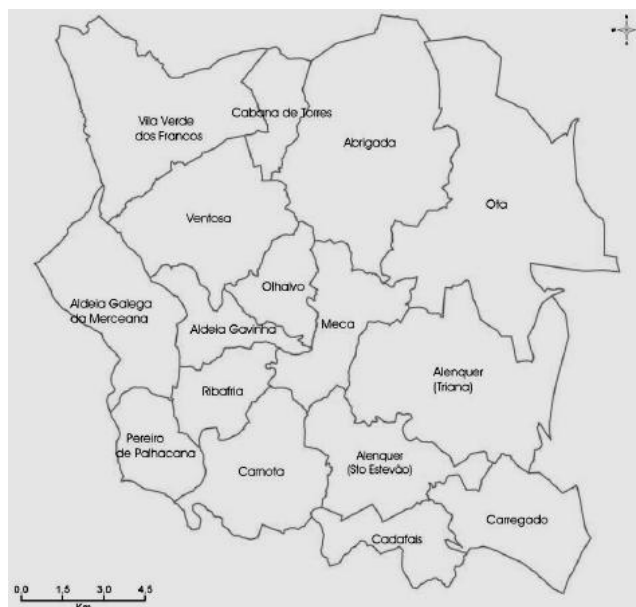 Cabana de Torres
Vila Verde
dos Francos
Abrigada
Ota
Ventosa
Olhalvo
Aldeia Galega
da Merceana
Aldeia Gavinha
Meca
Alenquer
(Triana)
Ribafria
Pereiro
de Palhacana
Carnota
Alenquer
(Sto Estevão)
Carregado
Cadafais
0,0 1,5 3,0 4,5
Km